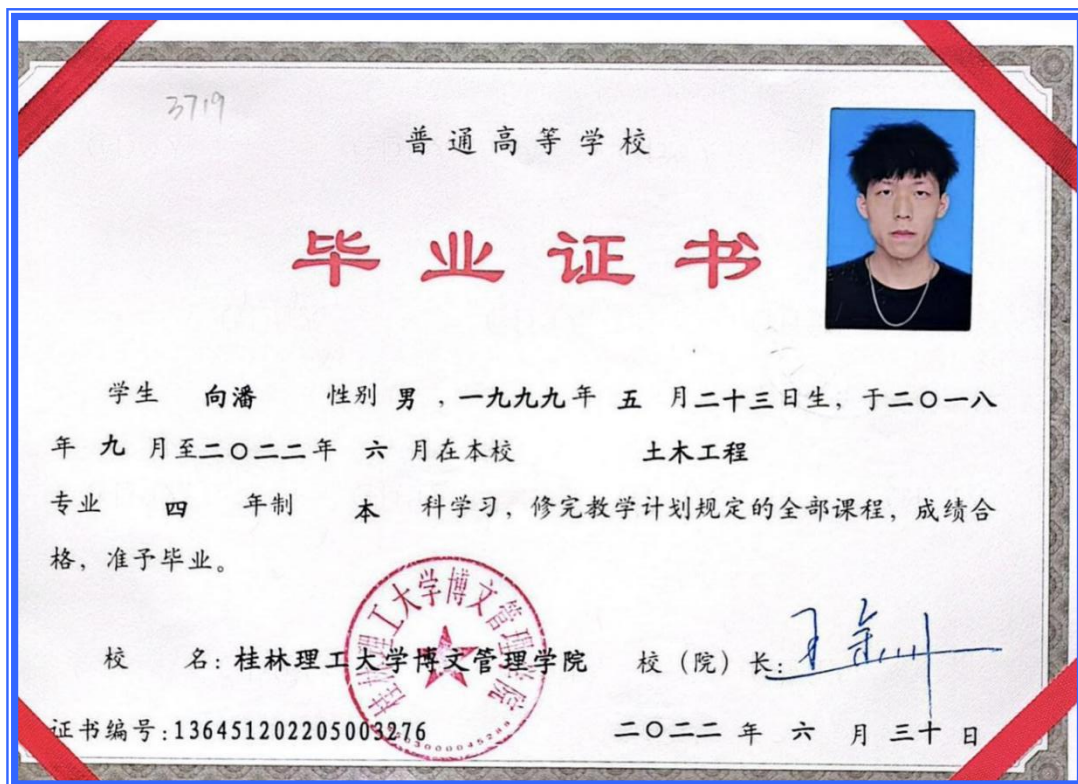 3719
普通高等学校
毕业证书
学生 向潘 性别 男，一九九九年 五 月二十三日生，于二〇一八
年 九 月至二〇二二年 六 月在本校 土木工程
专业 四 年制 本 科学习，修完教学计划规定的全部课程，成绩合
格，准予毕业。
桂林理工大学博文管理学院
校 名：桂林理工大学博文管理学院 校（院）长：
证书编号：136451202205003276 二〇二二 年 六 月 三十 日